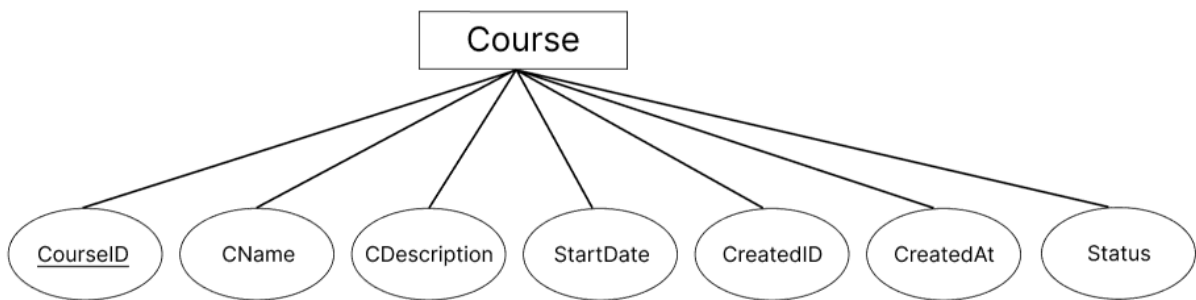 Course
CourseID
CName
CDescription
StartDate
CreatedID
CreatedAt
Status